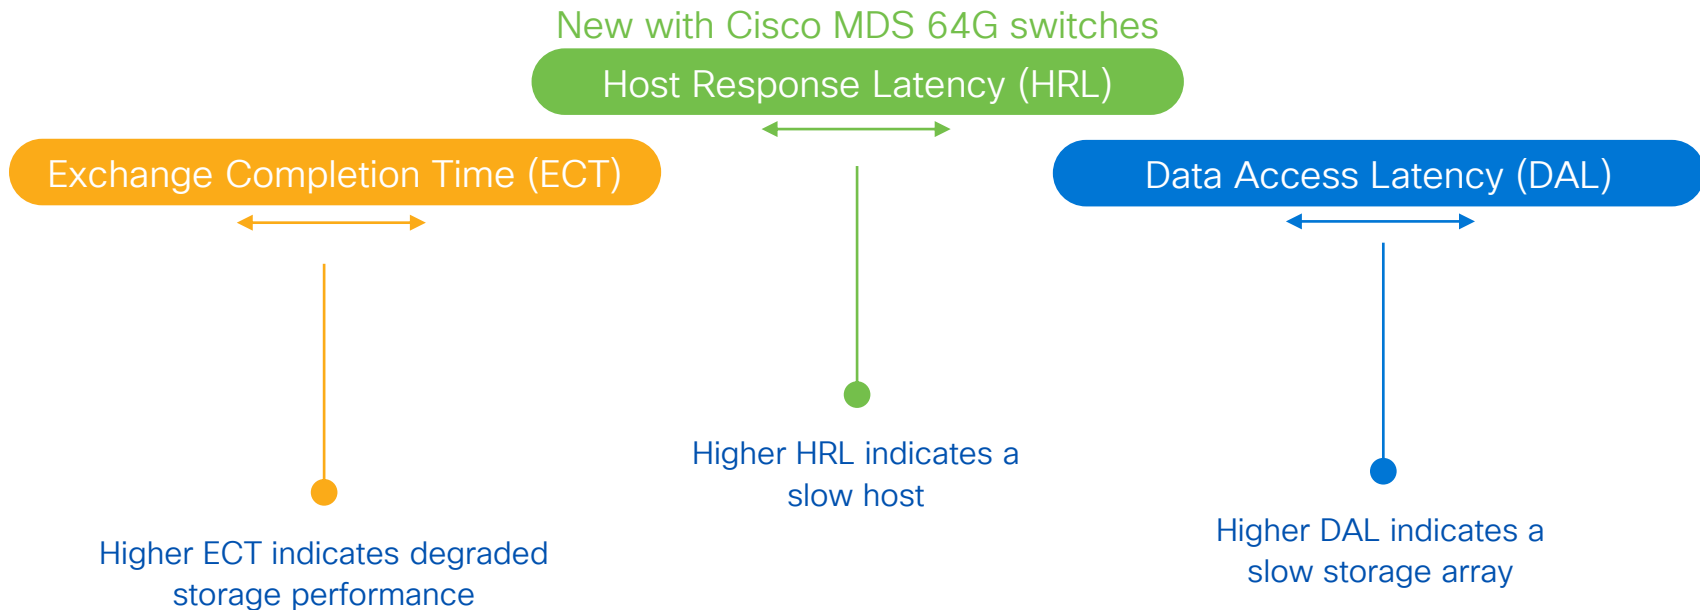 New with Cisco MDS 64G switches
Host Response Latency (HRL)
Exchange Completion Time (ECT)
Data Access Latency (DAL)
Higher HRL indicates a
slow host
Higher DAL indicates a
slow storage array
Higher ECT indicates degraded
storage performance